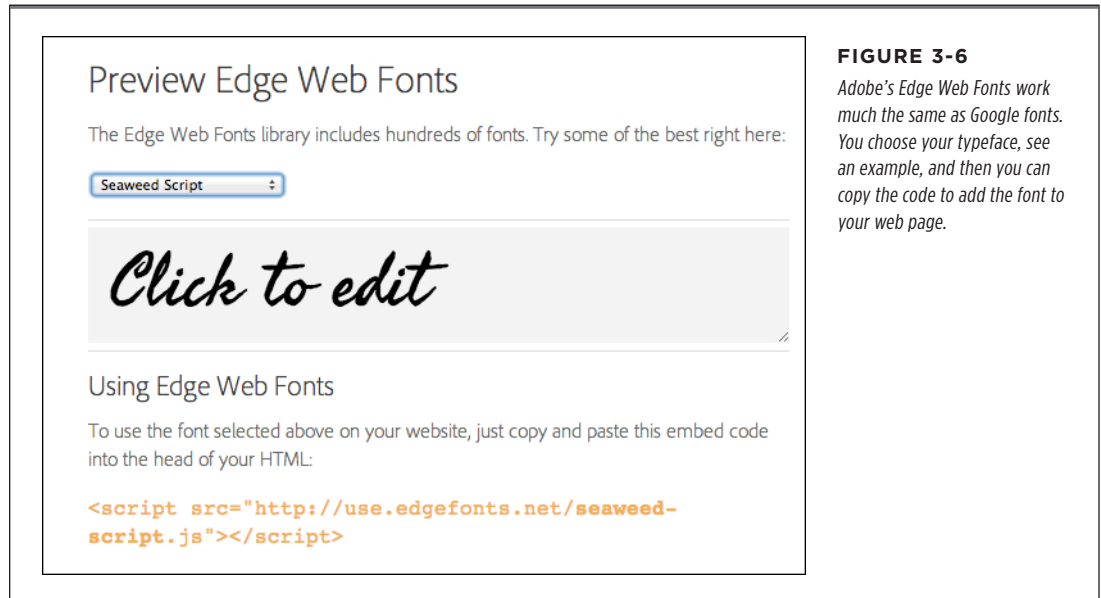 Preview Edge Web Fonts
The Edge Web Fonts library includes hundreds of fonts. Try some of the best right here:
Seaweed Script
Click to edit
Using Edge Web Fonts
To use the font selected above on your website, just copy and paste this embed code
into the head of your HTML:
<script src="http://use.edgefonts.net/seaweed-
script.js"></script>
FIGURE 3-6
Adobe's Edge Web Fonts work
much the same as Google fonts.
You choose your typeface, see
an example, and then you can
copy the code to add the font to
your web page.